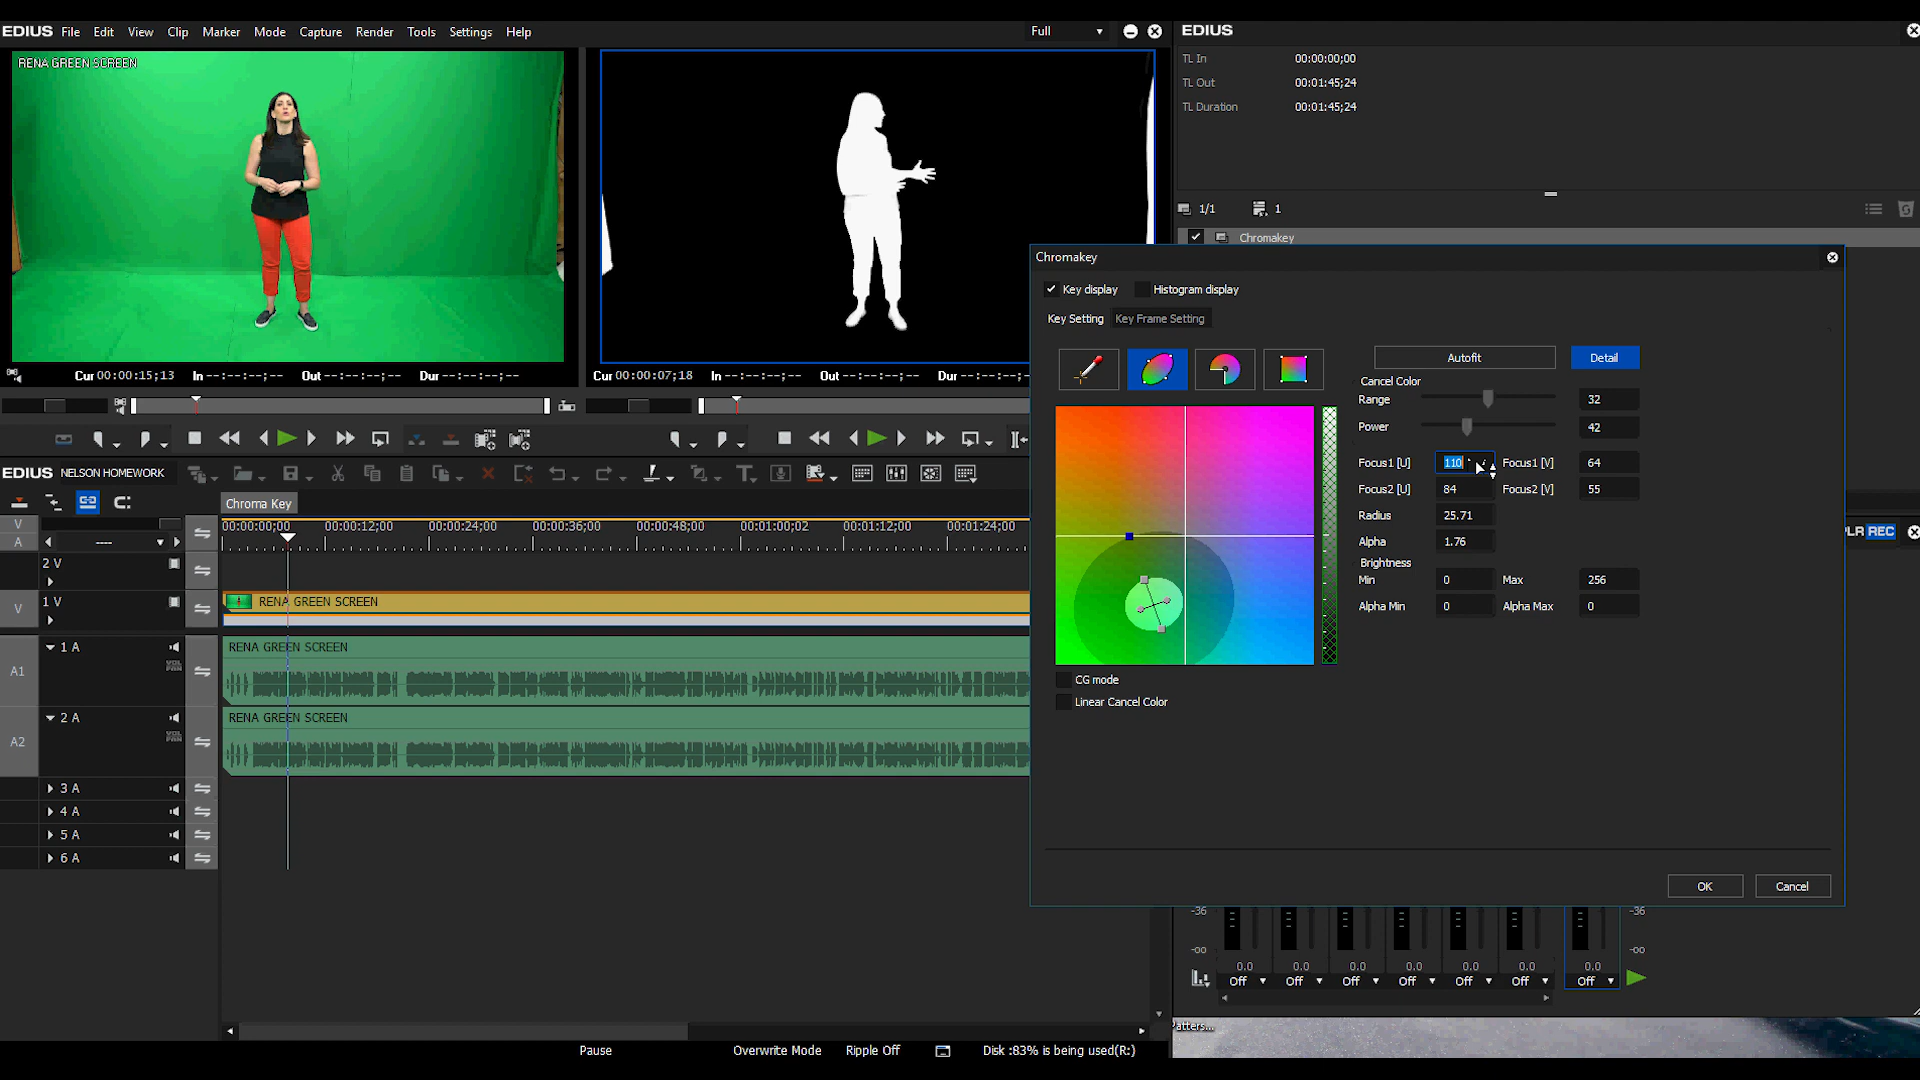 EDIUS File Edit View Clip Marker Mode Capture Render Tools Settings Help
Full
EDIUS
RENA GREEN SCREEN
TL In 00:00:00;00
TL Out 00:01:45;24
TL Duration 00:01:45;24
1/1 1
Chromakey
Chromakey
Key display Histogram display
Key Setting Key Frame Setting
Autofit Detail
Cancel Color
Range 32
Power 42
Focus1 [U] 110 Focus1 [V] 64
Focus2 [U] 84 Focus2 [V] 55
Radius 25.71
Alpha 1.76
Brightness
Min 0 Max 256
Alpha Min 0 Alpha Max 0
CG mode
Linear Cancel Color
OK Cancel
Cur 00:00:15;13 In --:--:--;-- Out --:--:--;-- Dur --:--:--;--
Cur 00:00:07;18 In --:--:--;-- Out --:--:--;-- Dur --:--:--;--
EDIUS NELSON HOMEWORK
Chroma Key
V
A
----
00:00:00;00 00:00:12;00 00:00:24;00 00:00:36;00 00:00:48;00 00:01:00;02 00:01:12;00 00:01:24;00
2 V
V 1 V
RENA GREEN SCREEN
A1 1 A
VOL
PAN
RENA GREEN SCREEN
A2 2 A
VOL
PAN
RENA GREEN SCREEN
3 A
4 A
5 A
6 A
PLR REC
-36 -36
-oo -oo
0.0 0.0 0.0 0.0 0.0 0.0 0.0
Off Off Off Off Off Off Off
atters...
Pause Overwrite Mode Ripple Off Disk :83% is being used(R:)